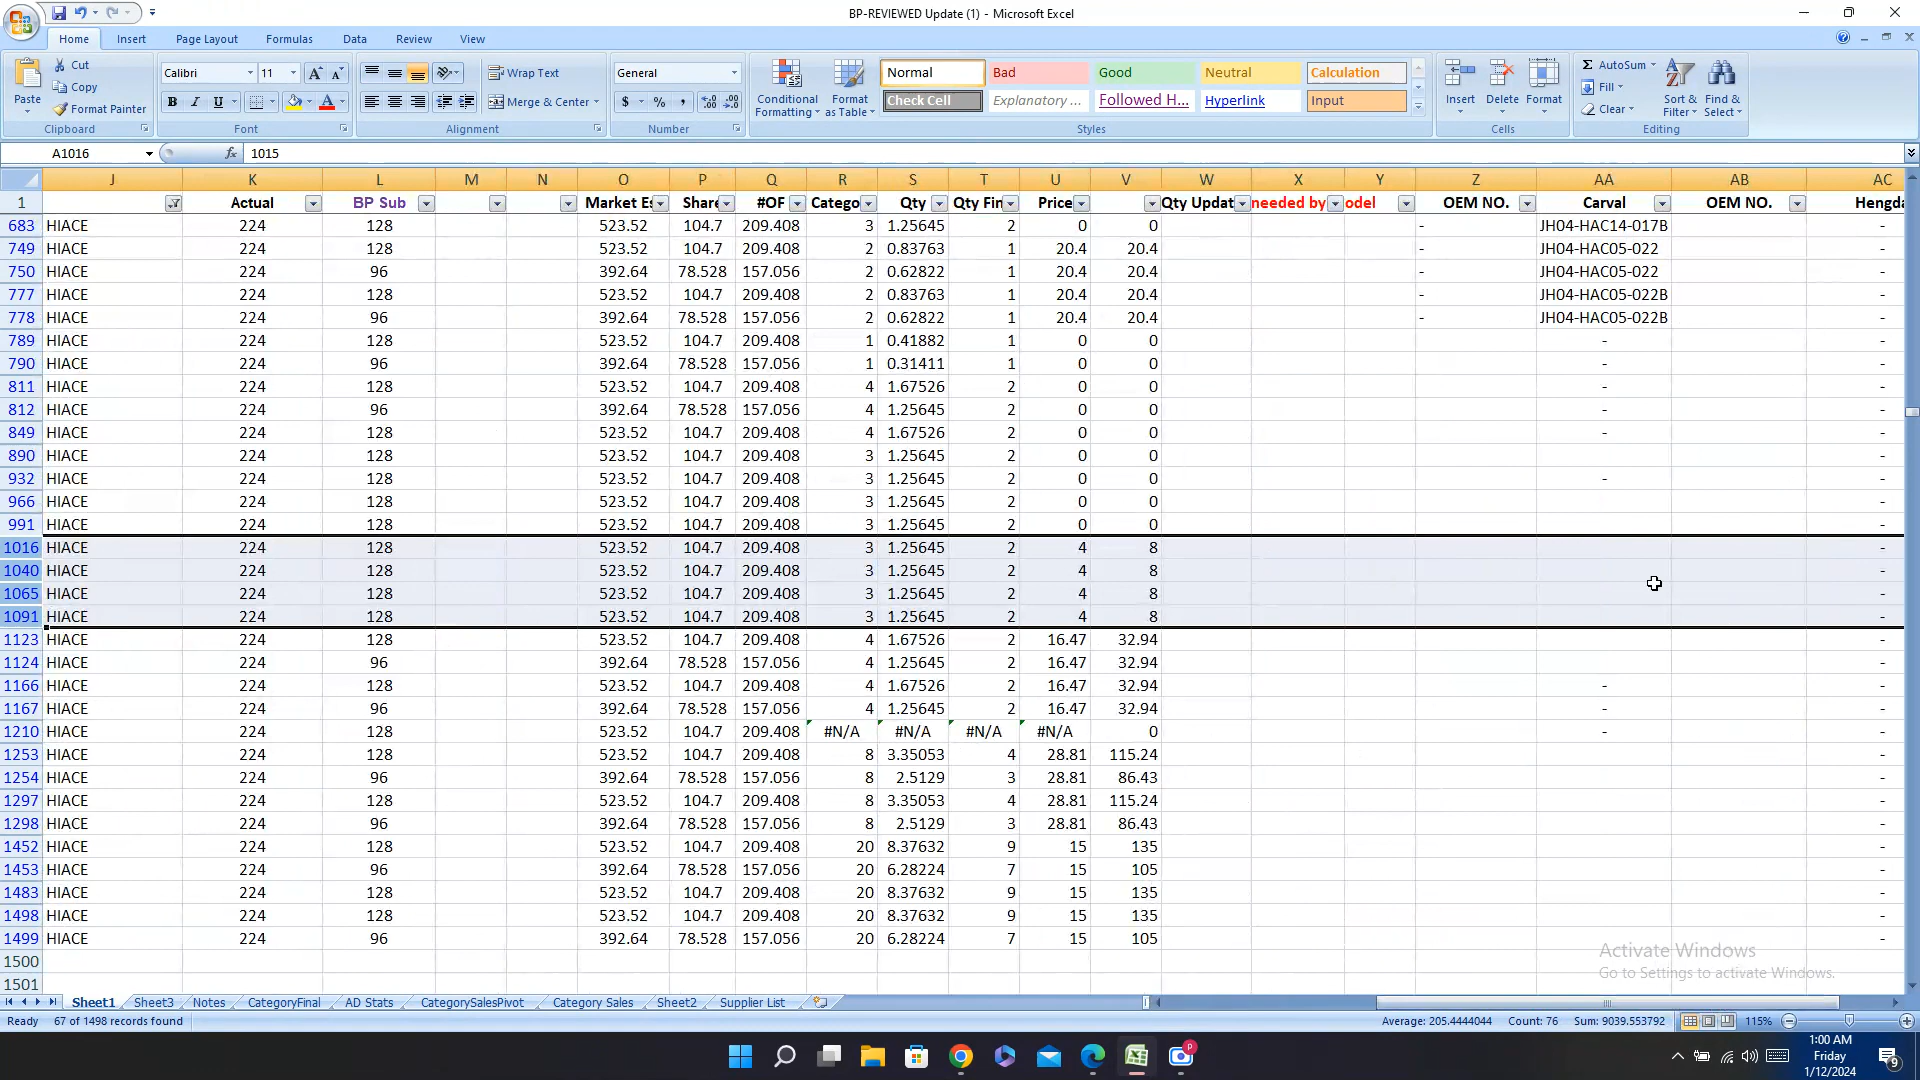 BP-REVIEWED Update (1) - Microsoft Excel
Home Insert Page Layout Formulas Data Review View
Paste Cut Copy Format Painter Clipboard
Calibri 11 A A B I U A Font
Wrap Text Merge & Center Alignment
General $ % , Number
Conditional Formatting Format as Table
Normal Bad Good Neutral Calculation
Check Cell Explanatory ... Followed H... Hyperlink Input
Styles
Insert Delete Format Cells
Σ AutoSum Fill Clear Sort & Filter Find & Select Editing
A1016 fx 1015
J K L M N O P Q R S T U V W X Y Z AA AB AC
1 Actual BP Sub Market Es Share #OF Catego Qty Qty Fin Price Qty Updat needed by odel OEM NO. Carval OEM NO. Hengda
683 HIACE 224 128 523.52 104.7 209.408 3 1.25645 2 0 0 - JH04-HAC14-017B -
749 HIACE 224 128 523.52 104.7 209.408 2 0.83763 1 20.4 20.4 - JH04-HAC05-022 -
750 HIACE 224 96 392.64 78.528 157.056 2 0.62822 1 20.4 20.4 - JH04-HAC05-022 -
777 HIACE 224 128 523.52 104.7 209.408 2 0.83763 1 20.4 20.4 - JH04-HAC05-022B -
778 HIACE 224 96 392.64 78.528 157.056 2 0.62822 1 20.4 20.4 - JH04-HAC05-022B -
789 HIACE 224 128 523.52 104.7 209.408 1 0.41882 1 0 0 - -
790 HIACE 224 96 392.64 78.528 157.056 1 0.31411 1 0 0 - -
811 HIACE 224 128 523.52 104.7 209.408 4 1.67526 2 0 0 - -
812 HIACE 224 96 392.64 78.528 157.056 4 1.25645 2 0 0 - -
849 HIACE 224 128 523.52 104.7 209.408 4 1.67526 2 0 0 - -
890 HIACE 224 128 523.52 104.7 209.408 3 1.25645 2 0 0 -
932 HIACE 224 128 523.52 104.7 209.408 3 1.25645 2 0 0 - -
966 HIACE 224 128 523.52 104.7 209.408 3 1.25645 2 0 0 -
991 HIACE 224 128 523.52 104.7 209.408 3 1.25645 2 0 0 -
1016 HIACE 224 128 523.52 104.7 209.408 3 1.25645 2 4 8 -
1040 HIACE 224 128 523.52 104.7 209.408 3 1.25645 2 4 8 -
1065 HIACE 224 128 523.52 104.7 209.408 3 1.25645 2 4 8 -
1091 HIACE 224 128 523.52 104.7 209.408 3 1.25645 2 4 8 -
1123 HIACE 224 128 523.52 104.7 209.408 4 1.67526 2 16.47 32.94 -
1124 HIACE 224 96 392.64 78.528 157.056 4 1.25645 2 16.47 32.94 -
1166 HIACE 224 128 523.52 104.7 209.408 4 1.67526 2 16.47 32.94 - -
1167 HIACE 224 96 392.64 78.528 157.056 4 1.25645 2 16.47 32.94 - -
1210 HIACE 224 128 523.52 104.7 209.408 #N/A #N/A #N/A #N/A 0 - -
1253 HIACE 224 128 523.52 104.7 209.408 8 3.35053 4 28.81 115.24 -
1254 HIACE 224 96 392.64 78.528 157.056 8 2.5129 3 28.81 86.43 -
1297 HIACE 224 128 523.52 104.7 209.408 8 3.35053 4 28.81 115.24 -
1298 HIACE 224 96 392.64 78.528 157.056 8 2.5129 3 28.81 86.43 -
1452 HIACE 224 128 523.52 104.7 209.408 20 8.37632 9 15 135 -
1453 HIACE 224 96 392.64 78.528 157.056 20 6.28224 7 15 105 -
1483 HIACE 224 128 523.52 104.7 209.408 20 8.37632 9 15 135 -
1498 HIACE 224 128 523.52 104.7 209.408 20 8.37632 9 15 135 -
1499 HIACE 224 96 392.64 78.528 157.056 20 6.28224 7 15 105 -
1500
1501
Activate Windows
Go to Settings to activate Windows.
Sheet1 Sheet3 Notes CategoryFinal AD Stats CategorySalesPivot Category Sales Sheet2 Supplier List
Ready 67 of 1498 records found Average: 205.4444044 Count: 76 Sum: 9039.553792 115%
1:00 AM
Friday
1/12/2024
9